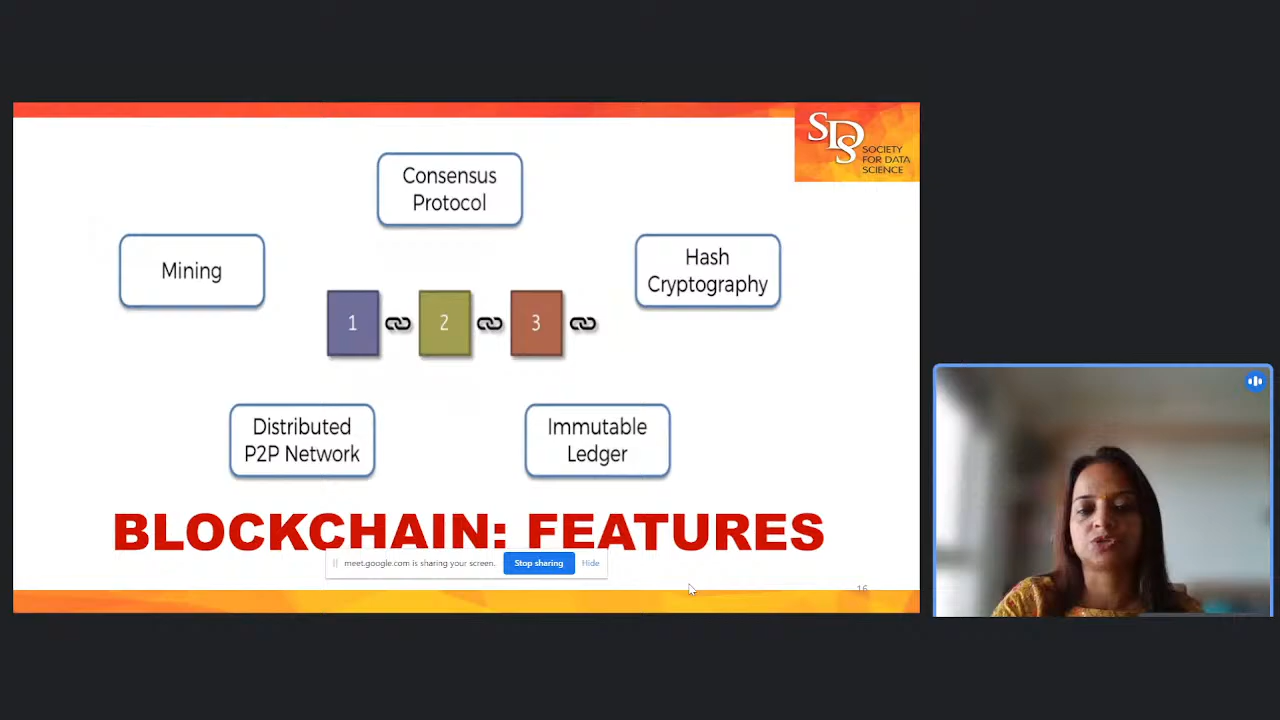 SDS
SOCIETY
FOR DATA
SCIENCE
Consensus
Protocol
Mining
Hash
Cryptography
1
2
3
Distributed
P2P Network
Immutable
Ledger
BLOCKCHAIN: FEATURES
meet.google.com is sharing your screen.
Stop sharing
Hide